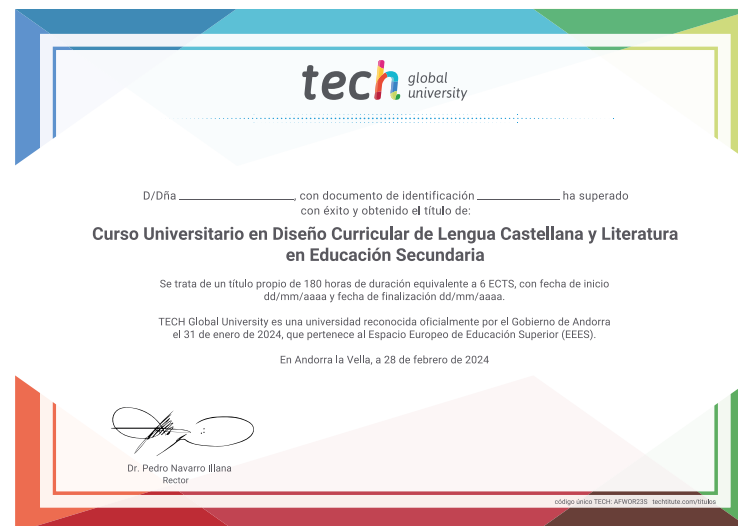 tech global
university
D/Dña ____________, con documento de identificación ____________ ha superado
con éxito y obtenido el título de:
Curso Universitario en Diseño Curricular de Lengua Castellana y Literatura
en Educación Secundaria
Se trata de un título propio de 180 horas de duración equivalente a 6 ECTS, con fecha de inicio
dd/mm/aaaa y fecha de finalización dd/mm/aaaa.
TECH Global University es una universidad reconocida oficialmente por el Gobierno de Andorra
el 31 de enero de 2024, que pertenece al Espacio Europeo de Educación Superior (EEES).
En Andorra la Vella, a 28 de febrero de 2024
Dr. Pedro Navarro Illana
Rector
código único TECH: AFWOR23S techtitute.com/títulos